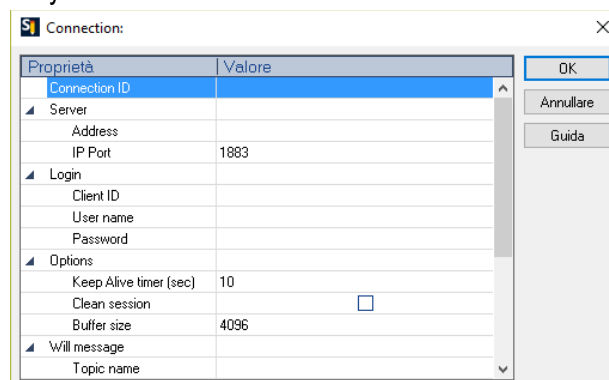 Connection:
Proprietà Valore
Connection ID
Server
Address
IP Port 1883
Login
Client ID
User name
Password
Options
Keep Alive timer (sec) 10
Clean session
Buffer size 4096
Will message
Topic name
OK
Annullare
Guida